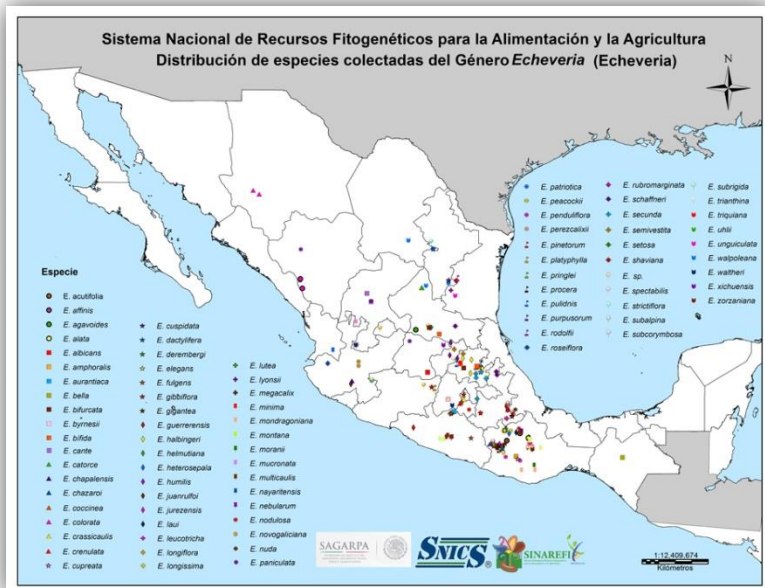 Sistema Nacional de Recursos Fitogenéticos para la Alimentación y la Agricultura
Distribución de especies colectadas del Género Echeveria (Echeveria)
N
Especie
E. acutifolia
E. affinis
E. agavoides
E. alata
E. albicans
E. amphoralis
E. aurantiaca
E. bella
E. bifurcata
E. byrnesii
E. bifida
E. cante
E. catorce
E. chapalensis
E. chazaroi
E. coccinea
E. colorata
E. crassicaulis
E. crenulata
E. cupreata
E. cuspidata
E. dactylifera
E. derembergi
E. elegans
E. fulgens
E. gibbiflora
E. gigantea
E. guerrerensis
E. halbingeri
E. helmutiana
E. heterosepala
E. humilis
E. juanrulfoi
E. jurezensis
E. laui
E. leucotricha
E. longiflora
E. longissima
E. lutea
E. lyonsii
E. megacalix
E. minima
E. mondragoniana
E. montana
E. moranii
E. mucronata
E. multicaulis
E. nayaritensis
E. nebularum
E. nodulosa
E. novogaliciana
E. nuda
E. paniculata
E. patriotica
E. peacockii
E. penduliflora
E. perezcalixii
E. pinetorum
E. platyphylla
E. pringlei
E. procera
E. pulidnis
E. purpusorum
E. rodolfi
E. roseiflora
E. rubromarginata
E. schaffneri
E. secunda
E. semivestita
E. setosa
E. shaviana
E. sp.
E. spectabilis
E. strictiflora
E. subalpina
E. subcorymbosa
E. subrigida
E. trianthina
E. triquiana
E. uhlii
E. unguiculata
E. walpoleana
E. waltheri
E. xichuensis
E. zorzaniana
SAGARPA
SNICS®
SINAREFI
1:12,409,674
Kilómetros